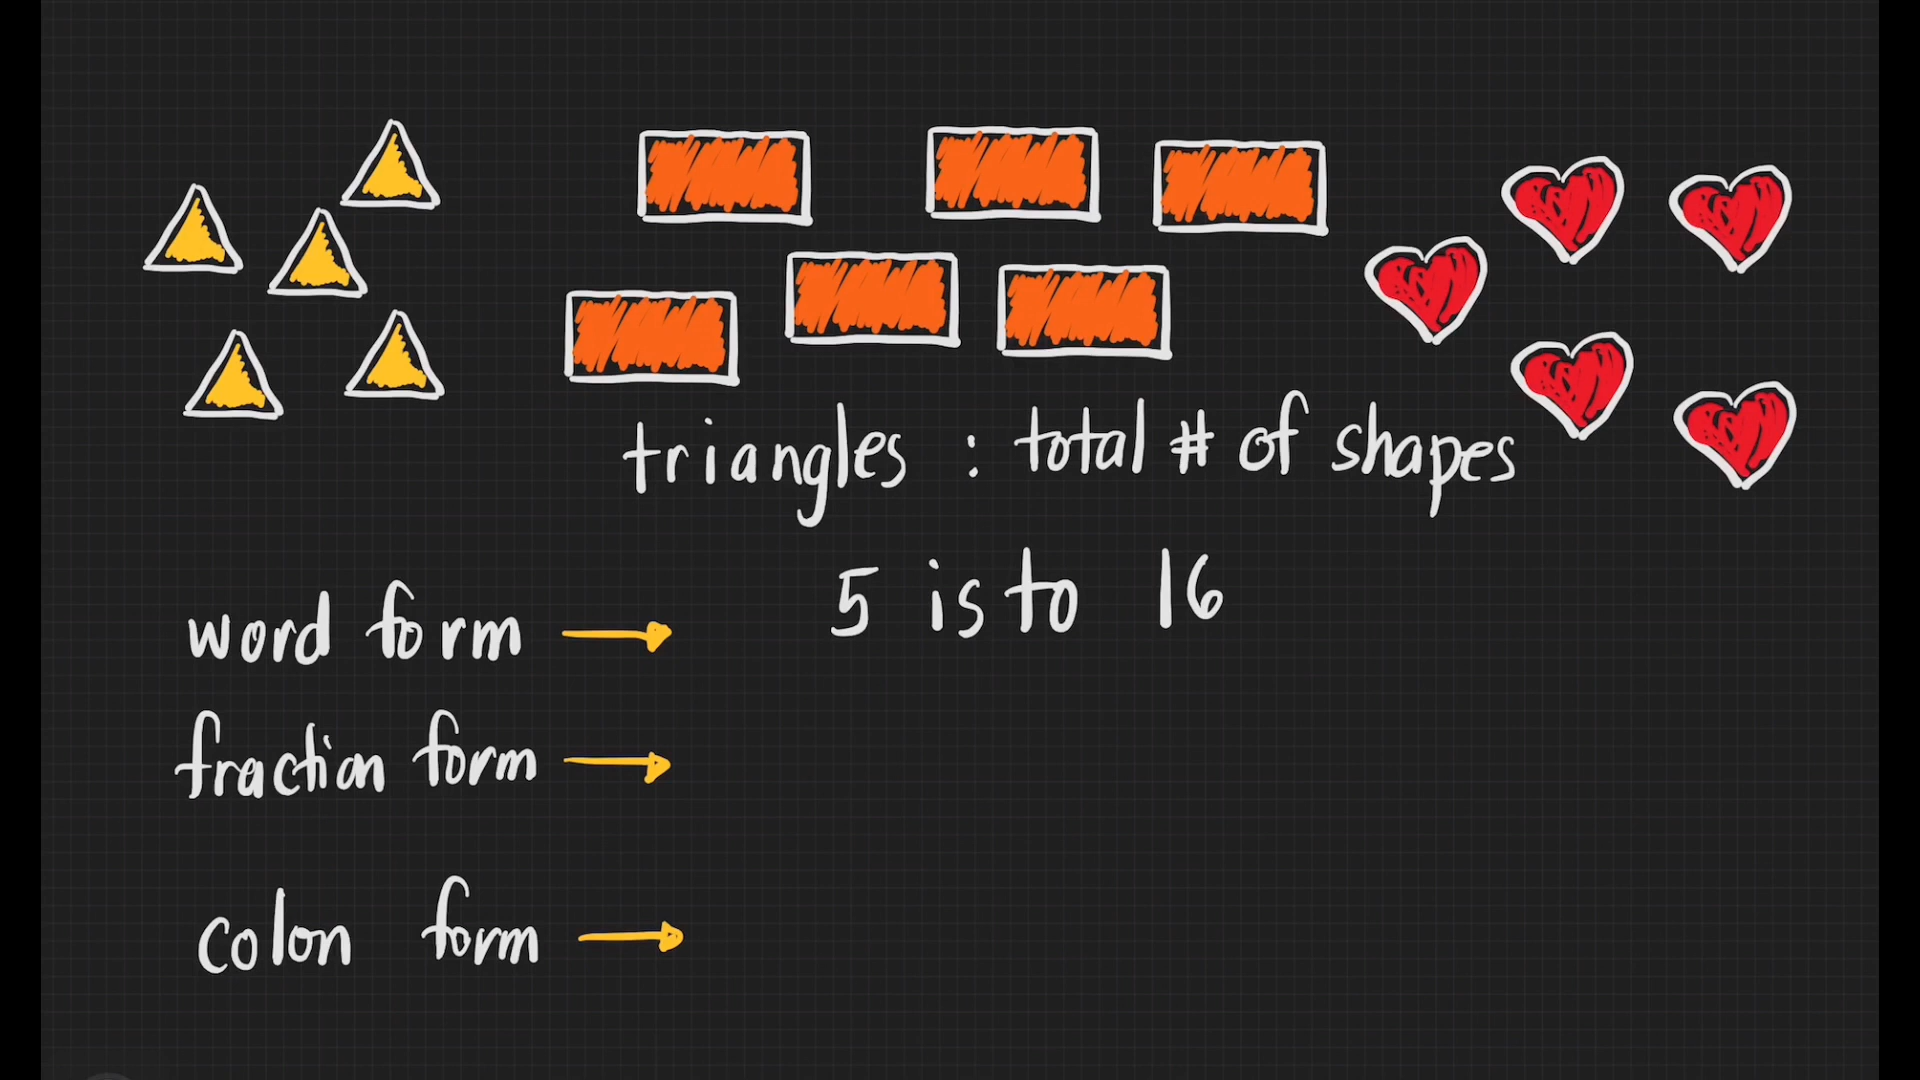 triangles : total # of shapes
word form → 5 is to 16
fraction form →
colon form →